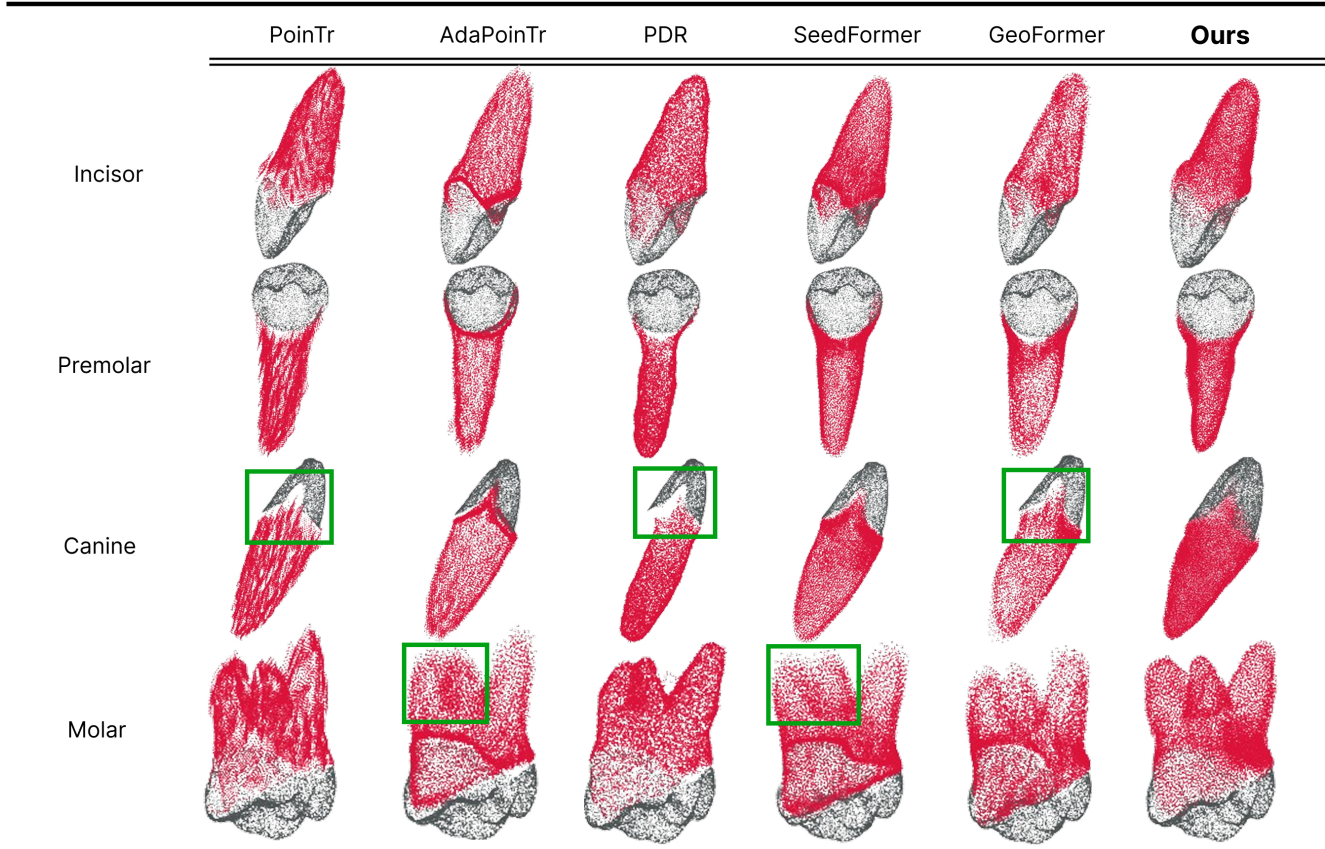 PoinTr AdaPoinTr PDR SeedFormer GeoFormer Ours
Incisor
Premolar
Canine
Molar